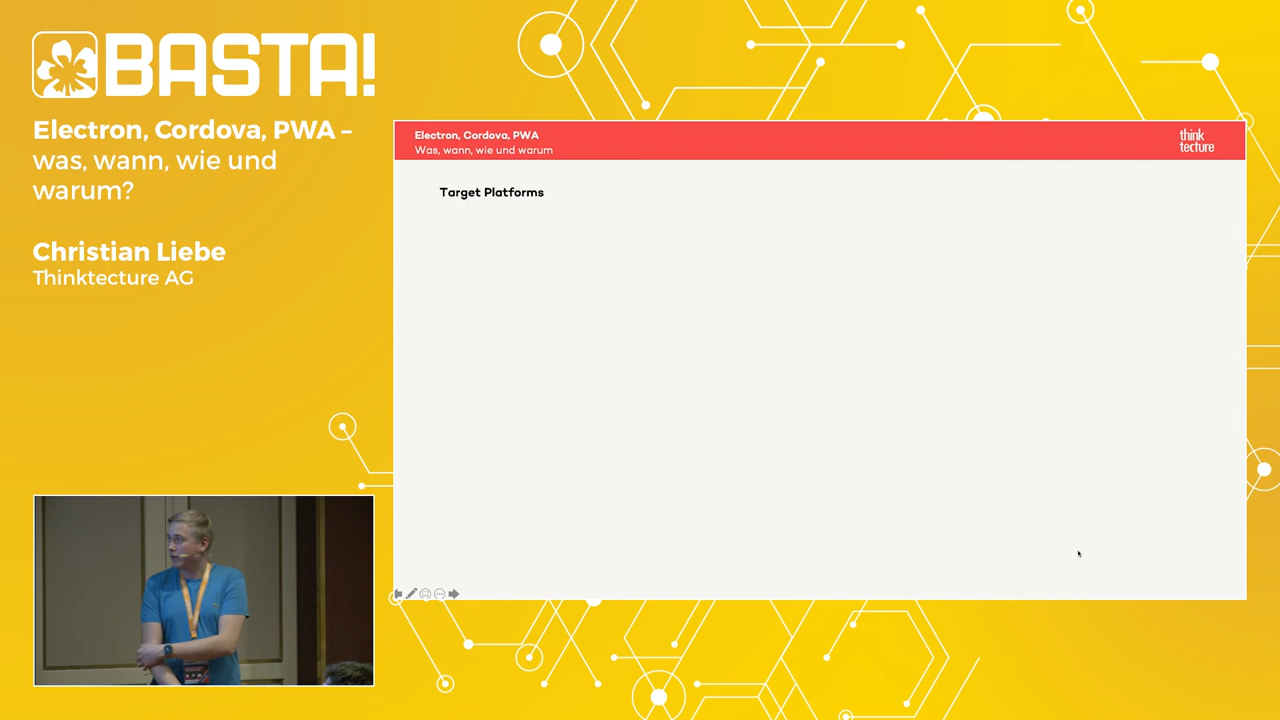 BASTA!
Electron, Cordova, PWA –
was, wann, wie und
warum?
Christian Liebe
Thinktecture AG
Electron, Cordova, PWA
Was, wann, wie und warum
think
tecture
Target Platforms